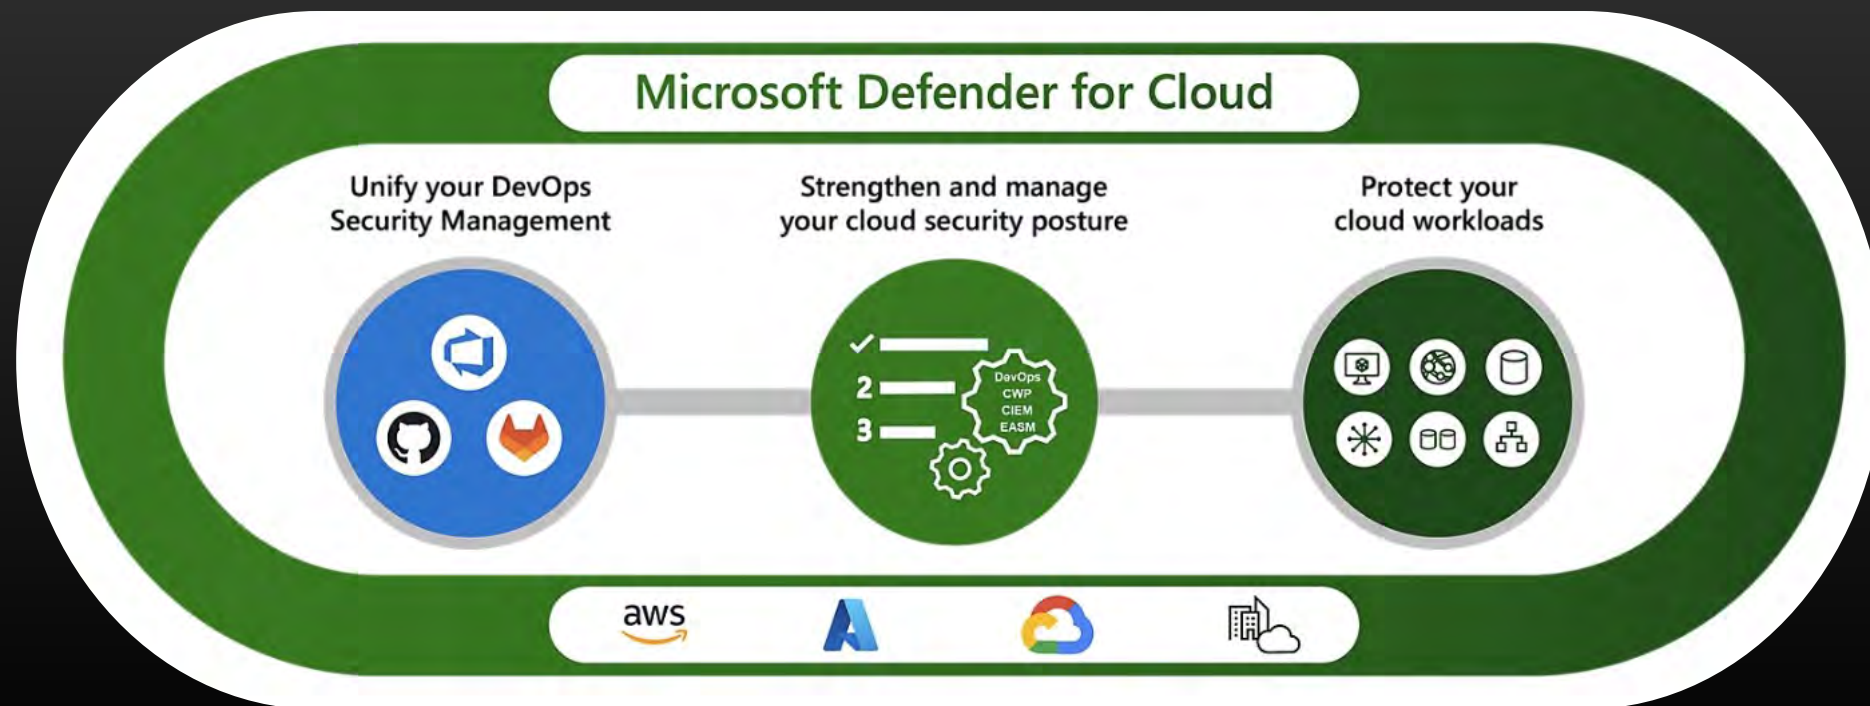 Microsoft Defender for Cloud
Unify your DevOps
Security Management
Strengthen and manage
your cloud security posture
Protect your
cloud workloads
2
3
DevOps
CWP
CIEM
EASM
aws